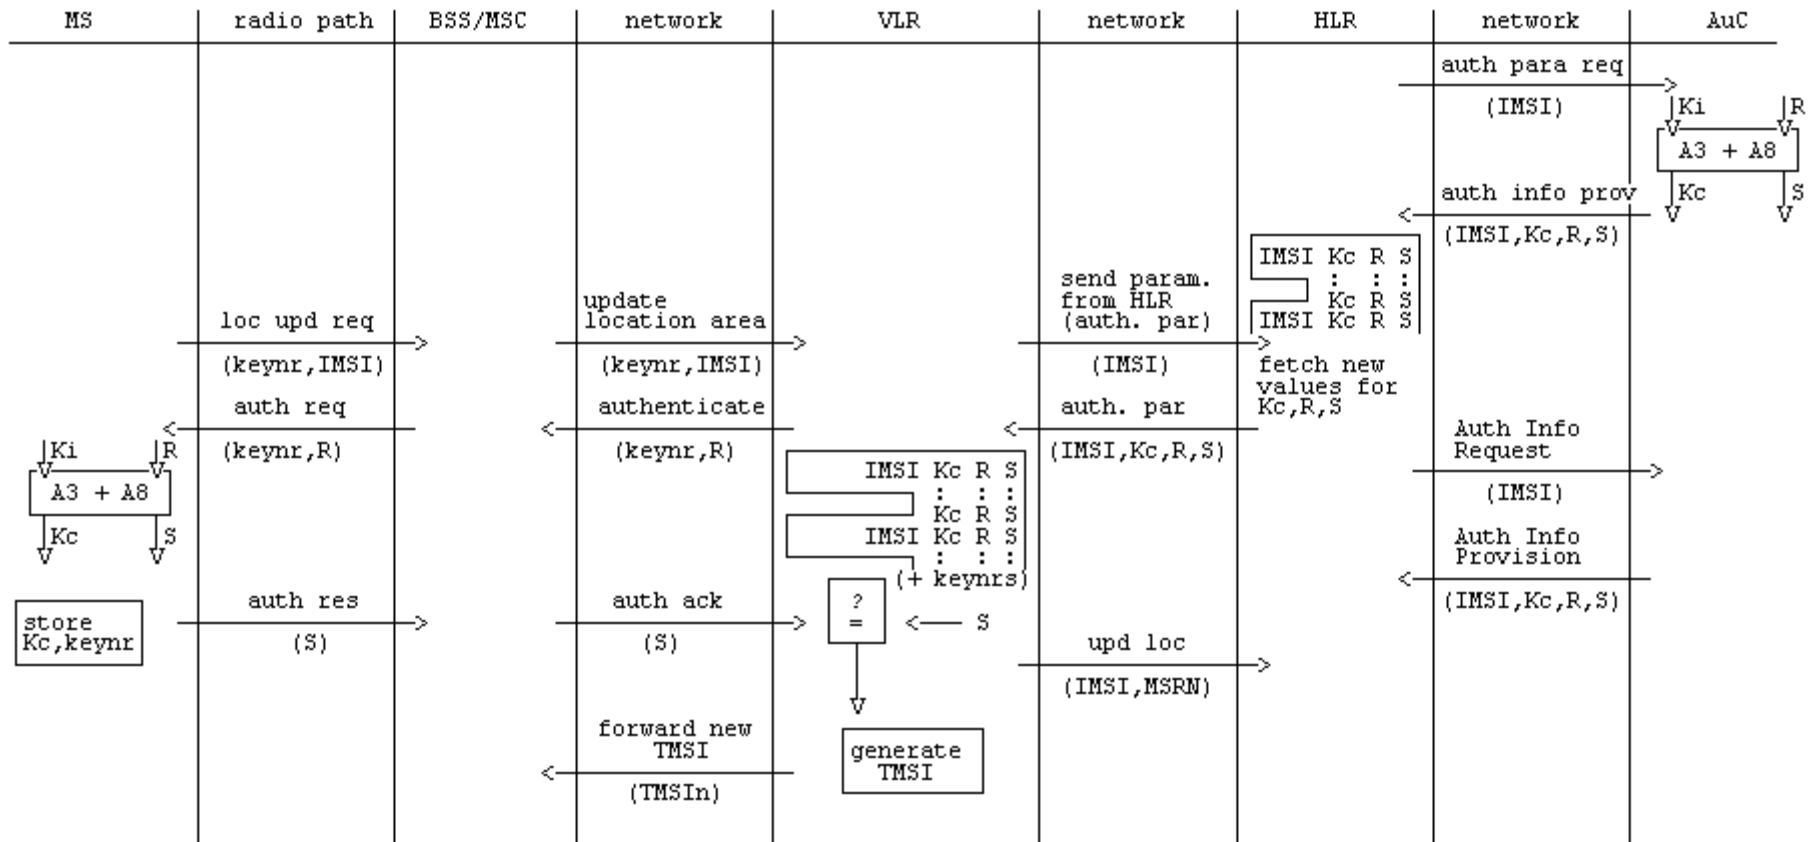 MS radio path BSS/MSC network VLR network HLR network AuC
auth para req
(IMSI)
Ki R
A3 + A8
auth info prov
Kc S
(IMSI,Kc,R,S)
IMSI Kc R S
: : :
Kc R S
IMSI Kc R S
send param.
from HLR
(auth. par)
update
location area
loc upd req
(keynr,IMSI)
(keynr,IMSI)
(IMSI)
fetch new
values for
Kc,R,S
auth req
authenticate
auth. par
(keynr,R)
(keynr,R)
(IMSI,Kc,R,S)
Auth Info
Request
(IMSI)
Ki R
A3 + A8
Kc S
IMSI Kc R S
: : :
Kc R S
IMSI Kc R S
: : :
(+ keynrs)
Auth Info
Provision
(IMSI,Kc,R,S)
store
Kc,keynr
auth res
(S)
auth ack
(S)
?
=
S
upd loc
(IMSI,MSRN)
forward new
TMSI
(TMSIn)
generate
TMSI